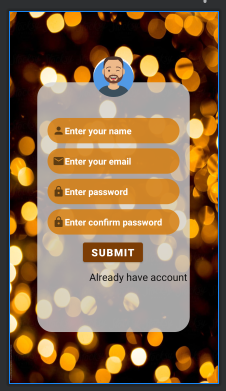 Enter your name
Enter your email
Enter password
Enter confirm password
SUBMIT
Already have account